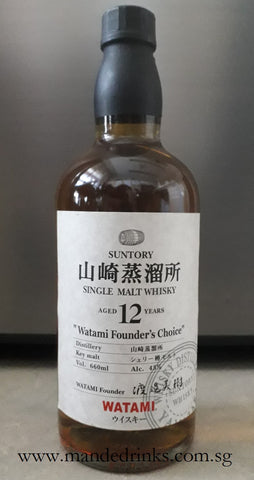 SUNTORY
山崎蒸溜所
SINGLE MALT WHISKY
AGED 12 YEARS
"Watami Founder's Choice"
Distillery 山崎蒸溜所
Key malt シェリー樽モルト
Vol. 660ml Alc. 43%
WATAMI Founder 渡邉美樹
WATAMI
ウイスキー
WHISKY
www.mandedrinks.com.sg